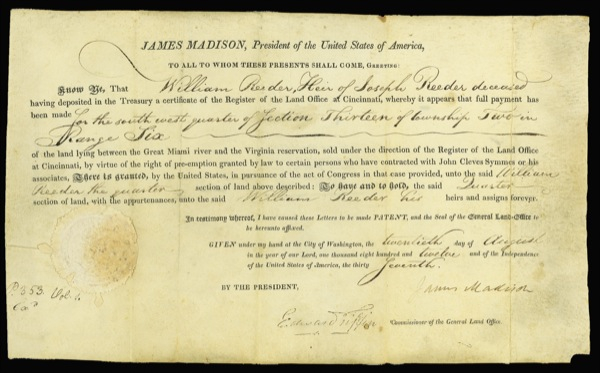 JAMES MADISON, President of the United States of America,
TO ALL TO WHOM THESE PRESENTS SHALL COME, GREETING:
Know Ye, That William Reeder, Heir of Joseph Reeder deceased
having deposited in the Treasury a certificate of the Register of the Land Office at Cincinnati, whereby it appears that full payment has
been made for the south west quarter of Section Thirteen of Township Two in
Range Six
of the land lying between the Great Miami river and the Virginia reservation, sold under the direction of the Register of the Land Office
at Cincinnati, by virtue of the right of pre-emption granted by law to certain persons who have contracted with John Cleves Symmes or his
associates, There is granted, by the United States, in pursuance of the act of Congress in that case provided, unto the said William
Reeder the quarter section of land above described: To have and to hold, the said Quarter
section of land, with the appurtenances, unto the said William Reeder his heirs and assigns forever.
In testimony whereof, I have caused these Letters to be made PATENT, and the Seal of the General Land-Office to
be hereunto affixed.
GIVEN under my hand at the City of Washington, the twentieth day of August
in the year of our Lord, one thousand eight hundred and twelve and of the Independence
of the United States of America, the thirty Seventh.
BY THE PRESIDENT, James Madison
P. 353. Vol. 1.
Edward Tiffin Commissioner of the General Land Office.